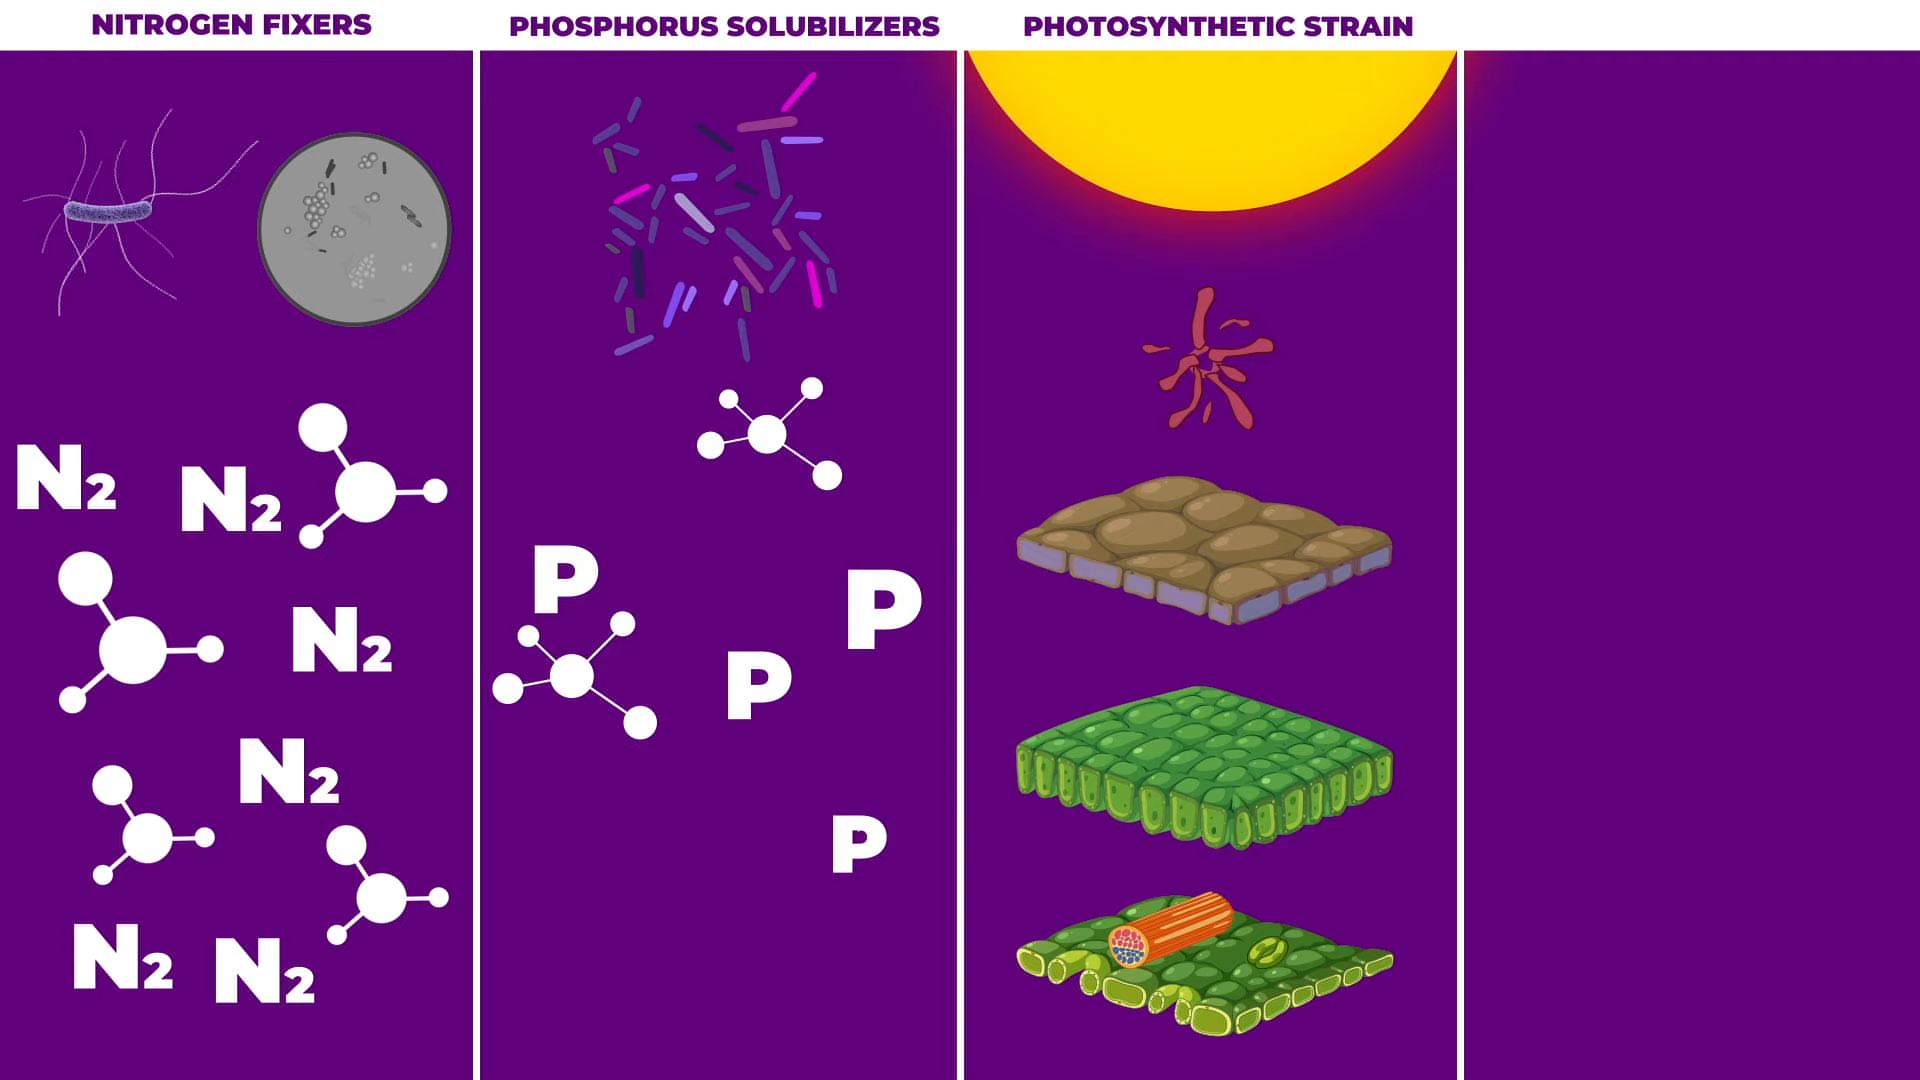 NITROGEN FIXERS
PHOSPHORUS SOLUBILIZERS
PHOTOSYNTHETIC STRAIN
N2
N2
N2
N2
N2
N2
P
P
P
P